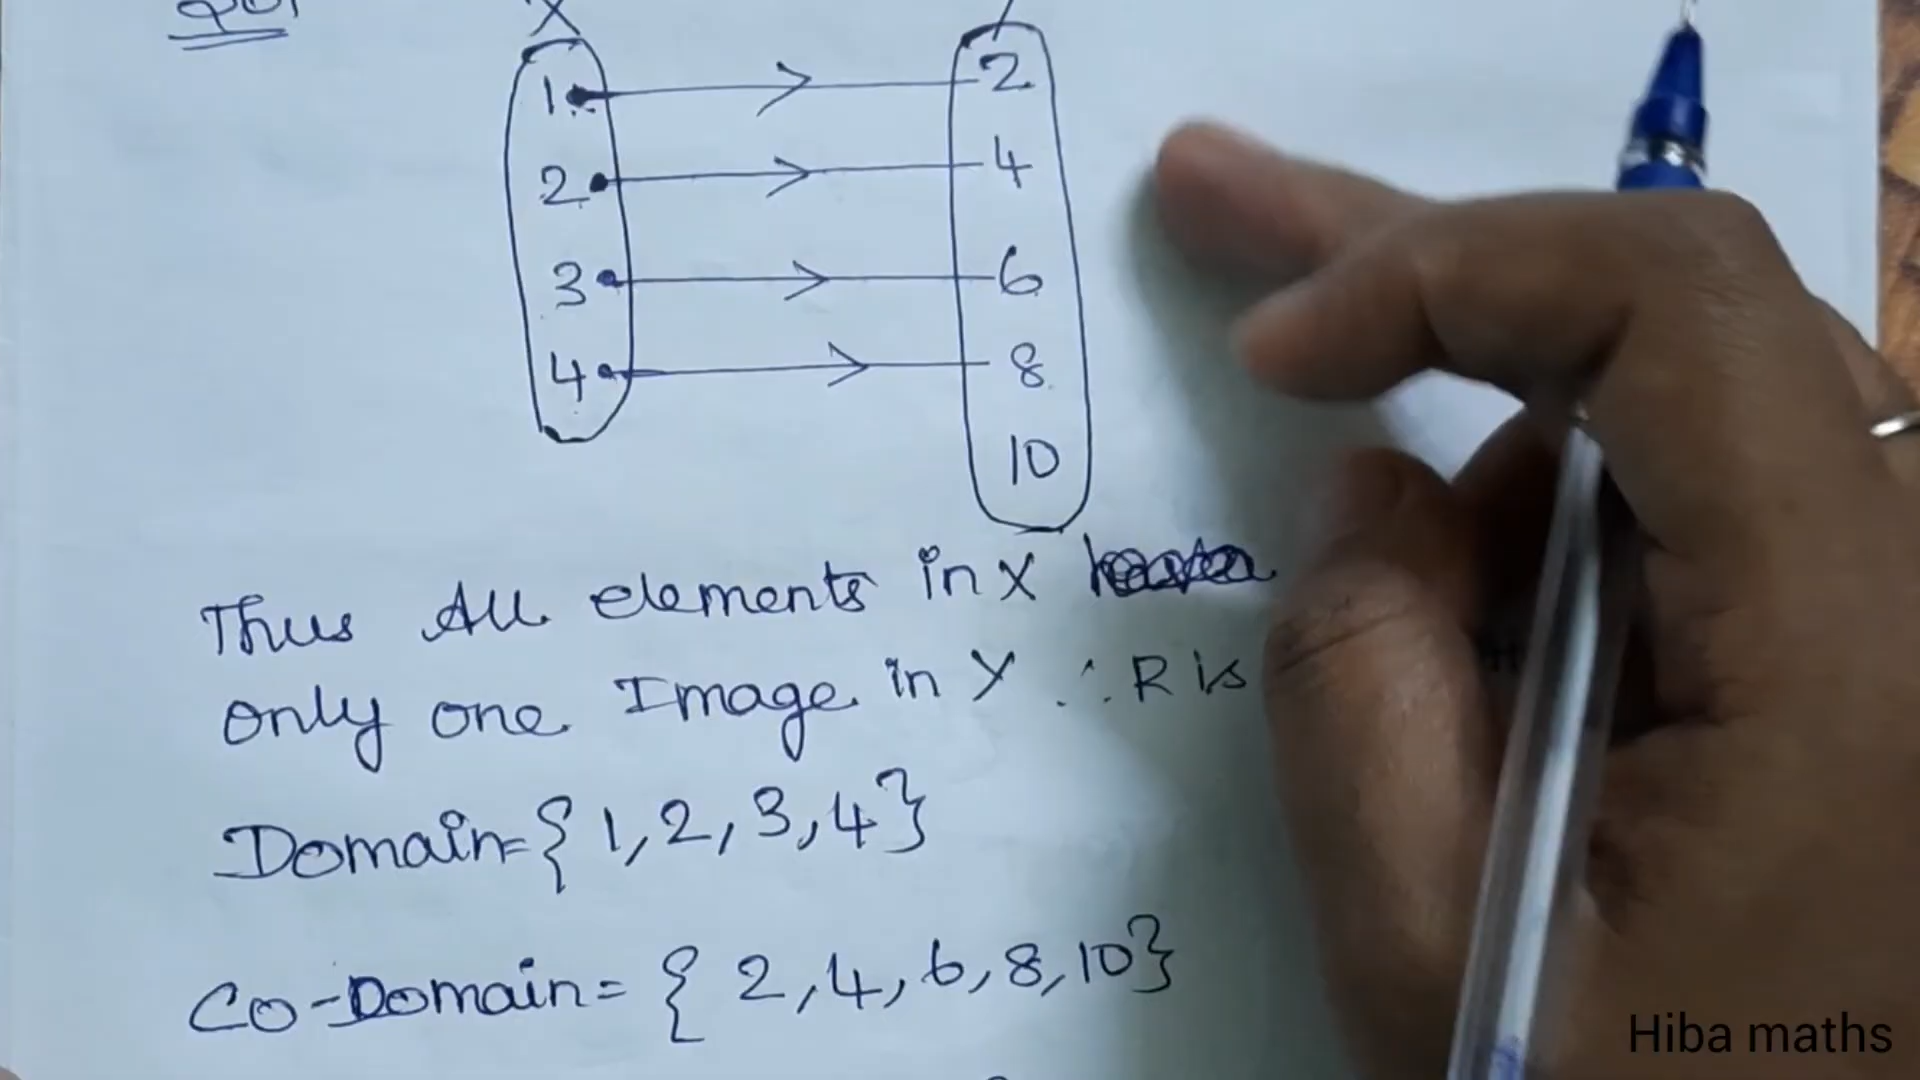 X
1 2
2 4
3 6
4 8
10
Thus All elements in X
only one Image in Y ∴ R is
Domain = { 1, 2, 3, 4 }
Co-Domain = { 2, 4, 6, 8, 10 }
Hiba maths